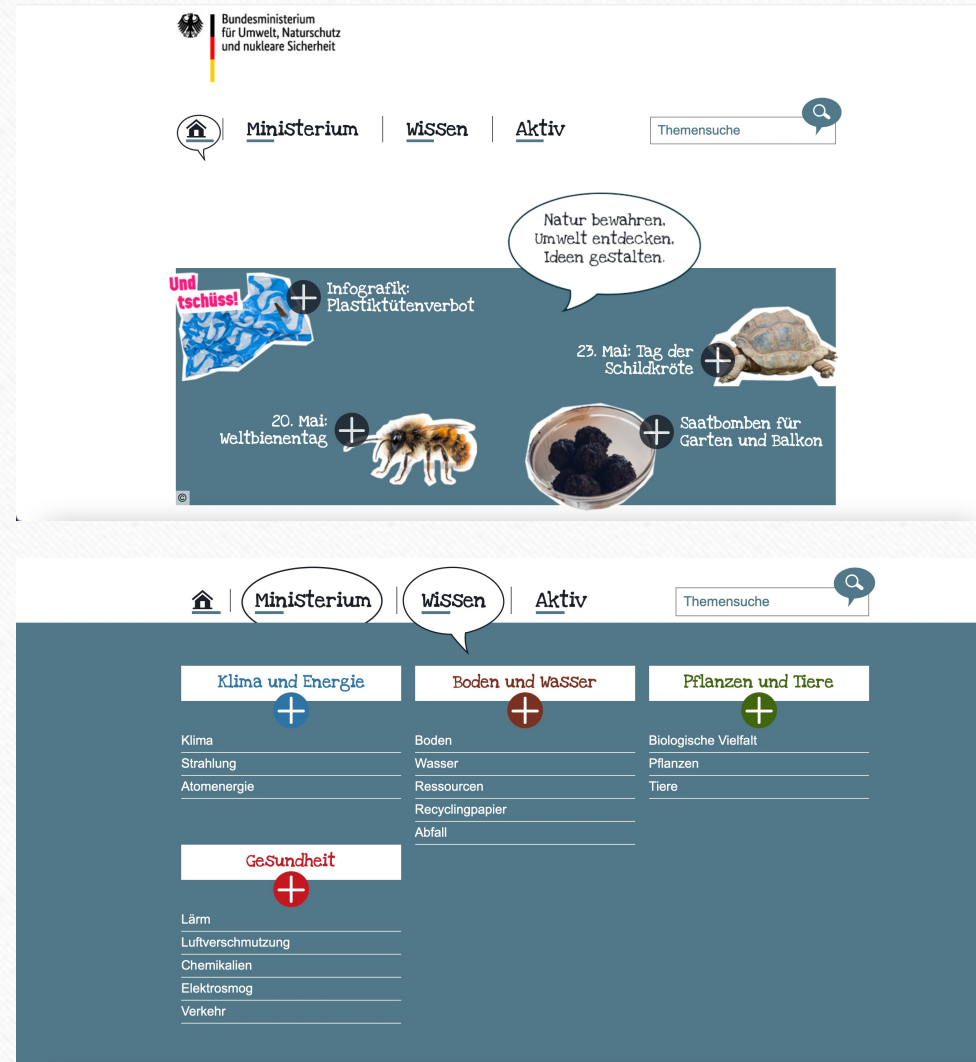 Bundesministerium
für Umwelt, Naturschutz
und nukleare Sicherheit
Ministerium
Wissen
Aktiv
Themensuche
Natur bewahren,
Umwelt entdecken,
Ideen gestalten.
Und
tschüss!
Infografik:
Plastiktütenverbot
23. Mai: Tag der
Schildkröte
20. Mai:
Weltbienentag
Saatbomben für
Garten und Balkon
©
Ministerium
Wissen
Aktiv
Themensuche
Klima und Energie
Klima
Strahlung
Atomenergie
Boden und Wasser
Boden
Wasser
Ressourcen
Recyclingpapier
Abfall
Pflanzen und Tiere
Biologische Vielfalt
Pflanzen
Tiere
Gesundheit
Lärm
Luftverschmutzung
Chemikalien
Elektrosmog
Verkehr